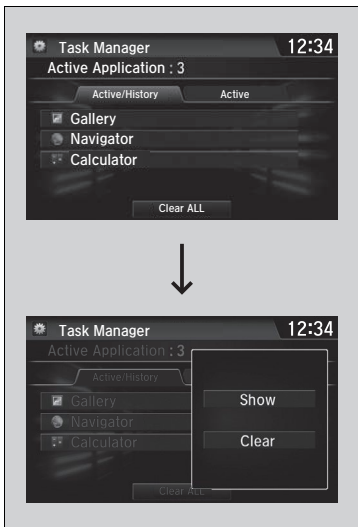 Task Manager 12:34
Active Application : 3
Active/History Active
Gallery
Navigator
Calculator
Clear ALL
Task Manager 12:34
Active Application : 3
Active/History
Gallery Show
Navigator
Calculator Clear
Clear ALL